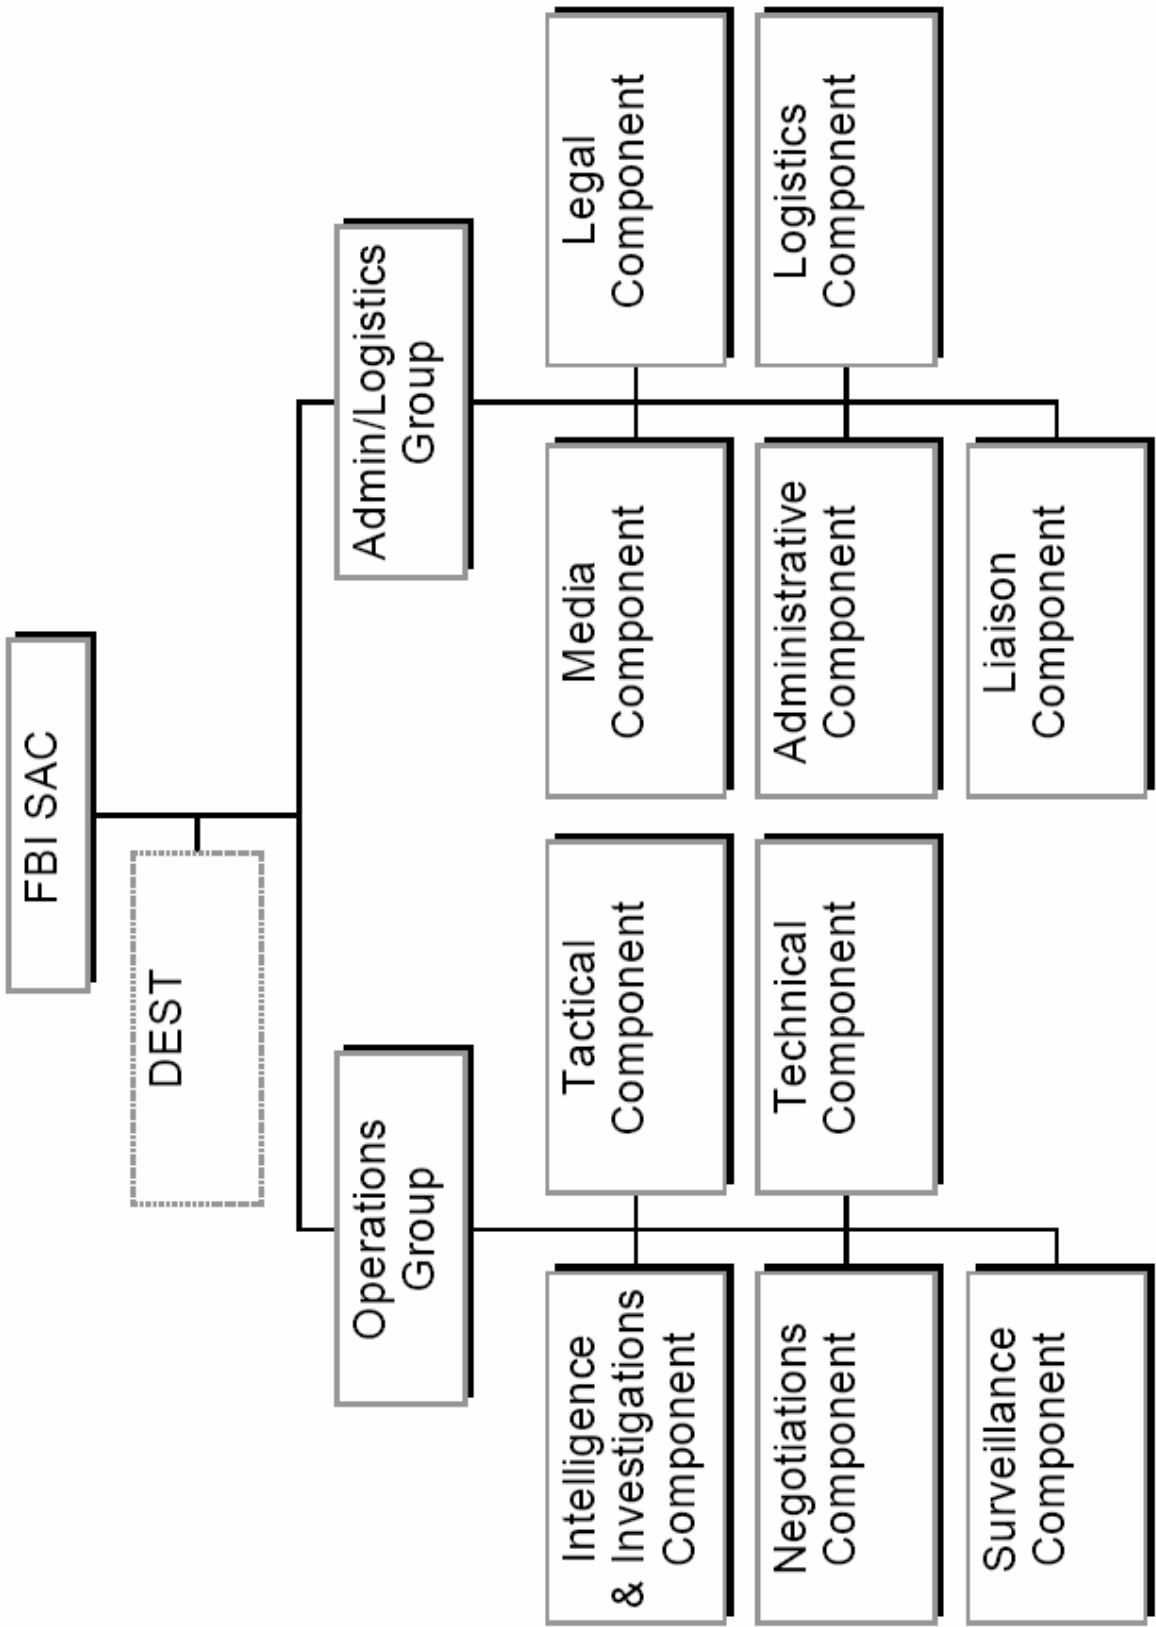 FBI SAC
DEST
Operations
Group
Admin/Logistics
Group
Intelligence
& Investigations
Component
Tactical
Component
Media
Component
Legal
Component
Negotiations
Component
Technical
Component
Administrative
Component
Logistics
Component
Surveillance
Component
Liaison
Component